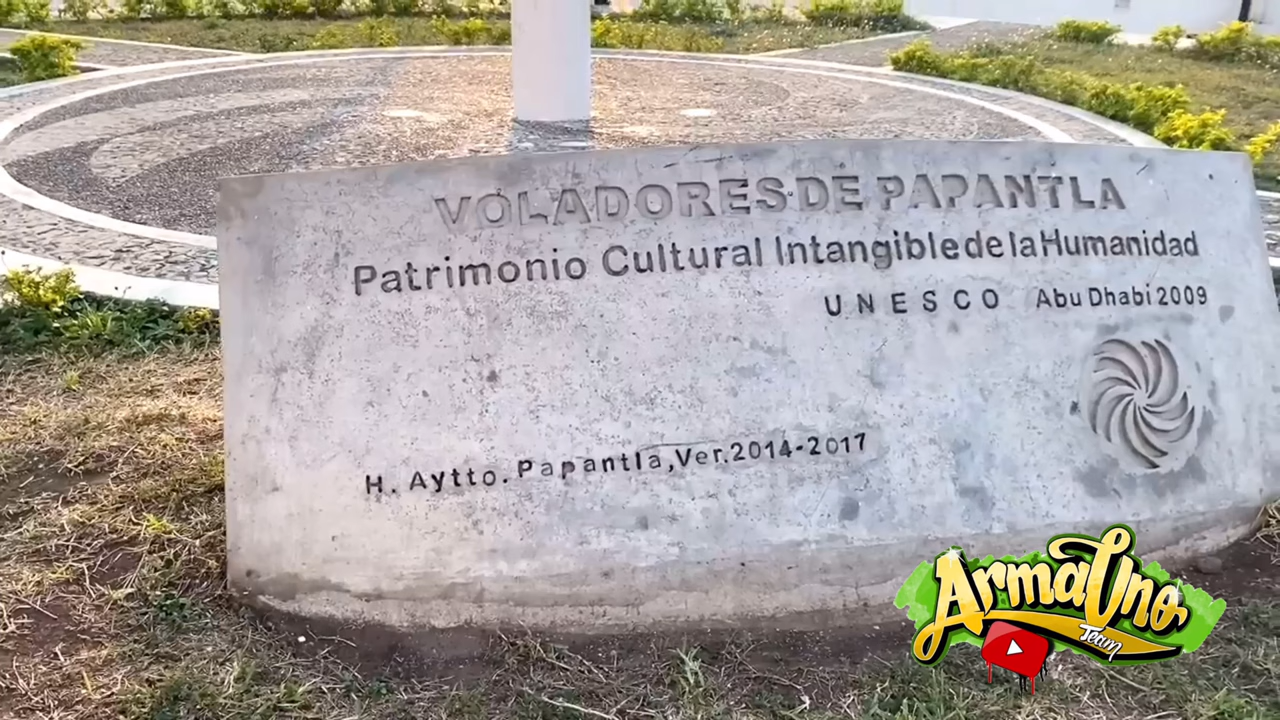 VOLADORES DE PAPANTLA
Patrimonio Cultural Intangible de la Humanidad
UNESCO Abu Dhabi 2009
H. Aytto. Papantla, Ver. 2014-2017
ArmaUno
Team